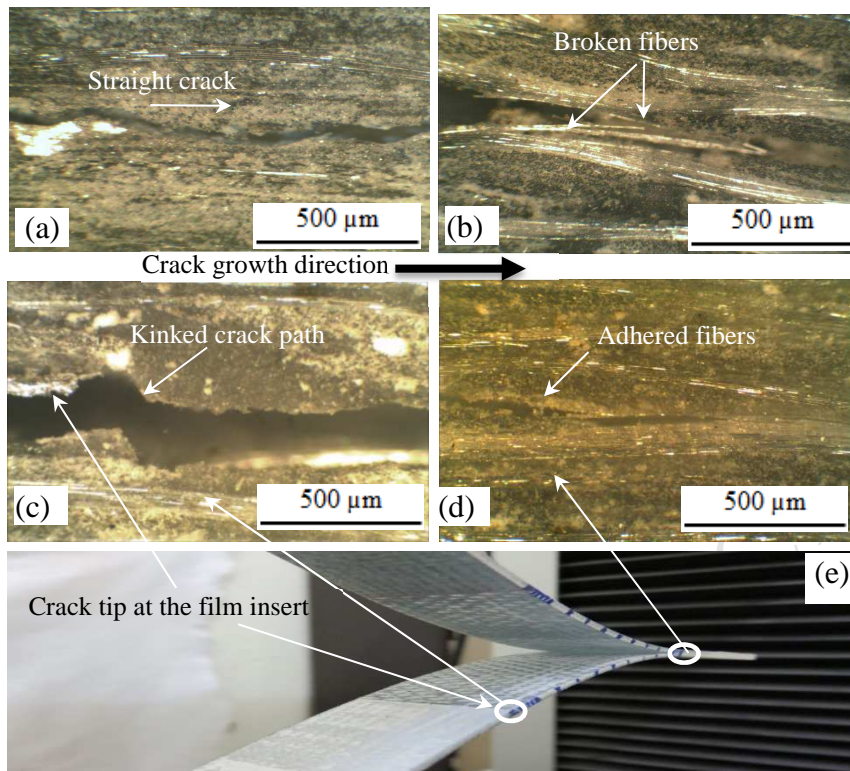 Straight crack
500 µm
(a)
Broken fibers
500 µm
(b)
Crack growth direction
Kinked crack path
500 µm
(c)
Adhered fibers
500 µm
(d)
(e)
Crack tip at the film insert